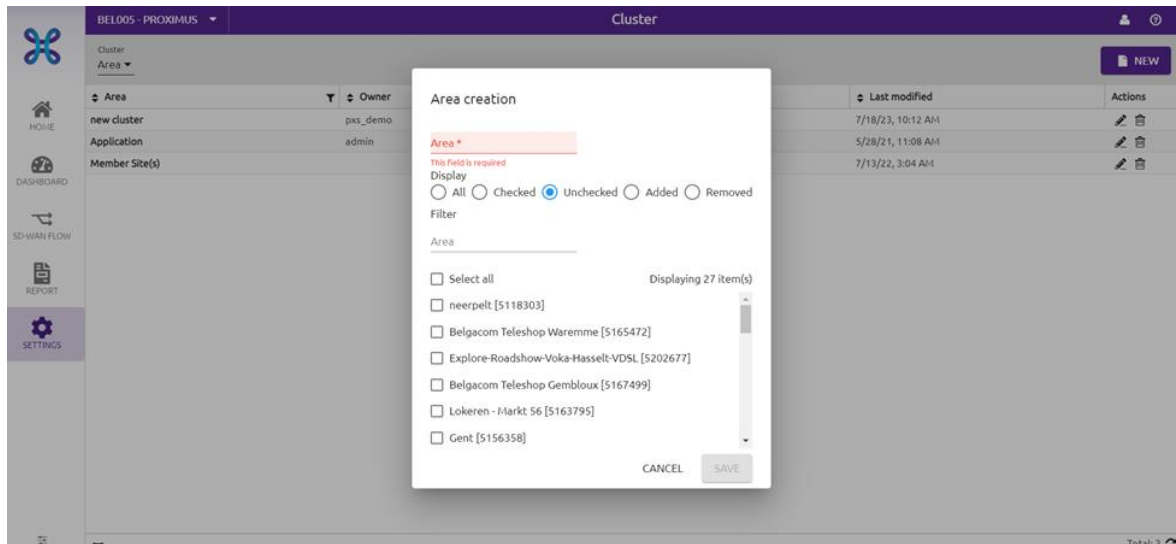 BEL005 - PROXIMUS Cluster
Cluster
Area
NEW
Area Owner Last modified Actions
new cluster pxs_demo 7/18/23, 10:12 AM
Application admin 5/28/21, 11:08 AM
Member Site(s) 7/13/22, 3:04 AM
HOME
DASHBOARD
SD-WAN FLOW
REPORT
SETTINGS
Area creation
Area *
This field is required
Display
All Checked Unchecked Added Removed
Filter
Area
Select all Displaying 27 item(s)
neerpelt [5118303]
Belgacom Teleshop Waremme [5165472]
Explore-Roadshow-Voka-Hasselt-VDSL [5202677]
Belgacom Teleshop Gembloux [5167499]
Lokeren - Markt 56 [5163795]
Gent [5156358]
CANCEL SAVE
Total: 3